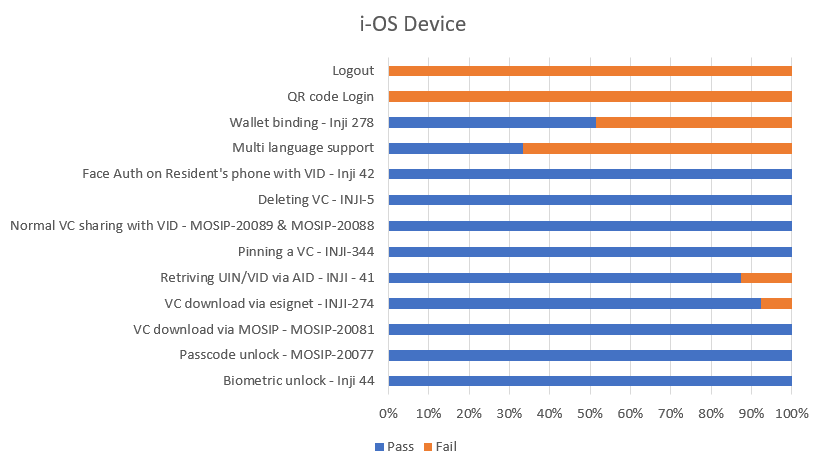 i-OS Device
Logout
QR code Login
Wallet binding - Inji 278
Multi language support
Face Auth on Resident's phone with VID - Inji 42
Deleting VC - INJI-5
Normal VC sharing with VID - MOSIP-20089 & MOSIP-20088
Pinning a VC - INJI-344
Retriving UIN/VID via AID - INJI - 41
VC download via esignet - INJI-274
VC download via MOSIP - MOSIP-20081
Passcode unlock - MOSIP-20077
Biometric unlock - Inji 44
0% 10% 20% 30% 40% 50% 60% 70% 80% 90% 100%
Pass Fail